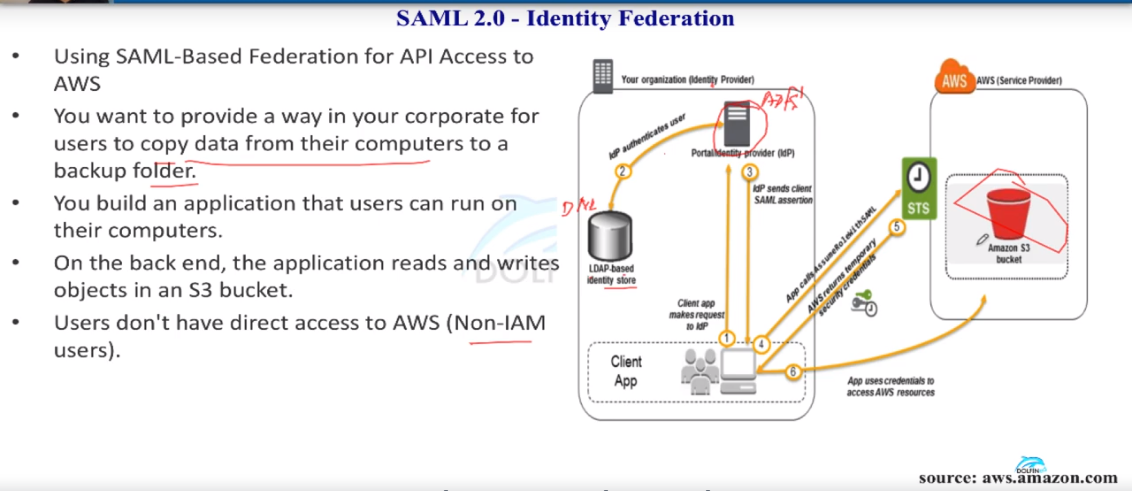 SAML 2.0 - Identity Federation
• Using SAML-Based Federation for API Access to
AWS
• You want to provide a way in your corporate for
users to copy data from their computers to a
backup folder.
• You build an application that users can run on
their computers.
• On the back end, the application reads and writes
objects in an S3 bucket.
• Users don't have direct access to AWS (Non-IAM
users).
Your organization (Identity Provider)
AWS
AWS (Service Provider)
IdP authenticates user
Portal/identity provider (IdP)
2
3
IdP sends client
SAML assertion
STS
LDAP-based
identity store
App calls AssumeRoleWithSAML
5
AWS returns temporary
security credentials
Amazon S3
bucket
Client app
makes request
to IdP
1
4
Client
App
6
App uses credentials to
access AWS resources
DOLFIN
source: aws.amazon.com